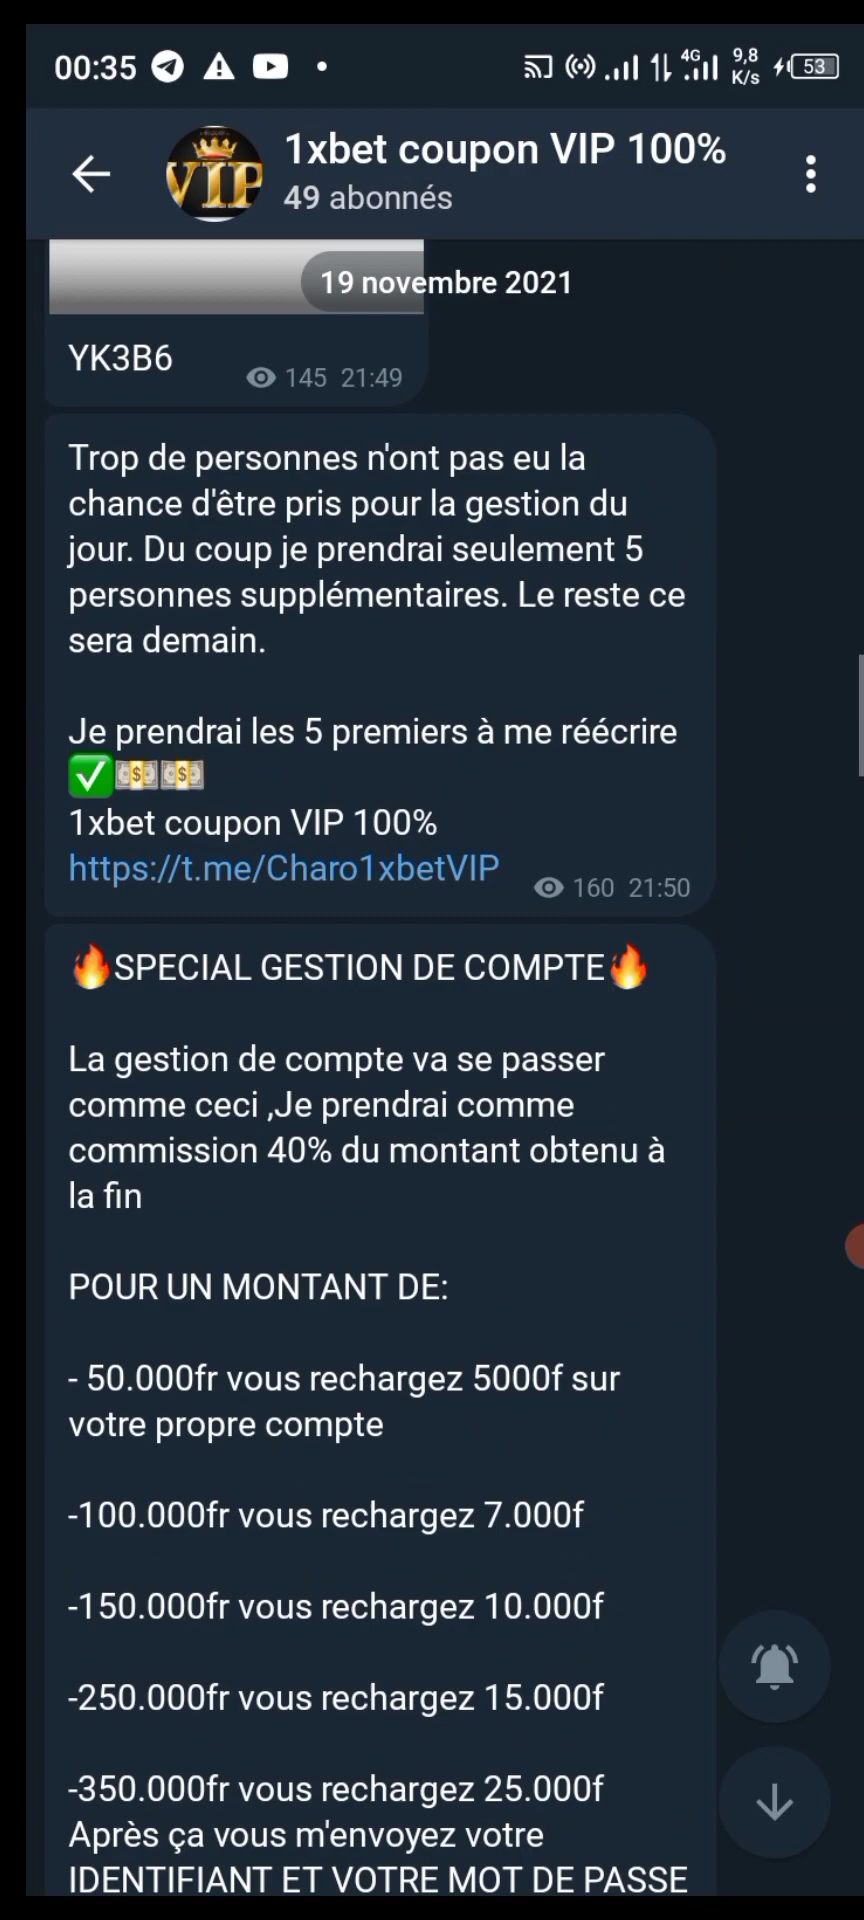 00:35
4G
9,8
K/s
53
VIP
1xbet coupon VIP 100%
49 abonnés
19 novembre 2021
YK3B6
145 21:49
Trop de personnes n'ont pas eu la
chance d'être pris pour la gestion du
jour. Du coup je prendrai seulement 5
personnes supplémentaires. Le reste ce
sera demain.
Je prendrai les 5 premiers à me réécrire
✅💵💵
1xbet coupon VIP 100%
https://t.me/Charo1xbetVIP
160 21:50
🔥SPECIAL GESTION DE COMPTE🔥
La gestion de compte va se passer
comme ceci ,Je prendrai comme
commission 40% du montant obtenu à
la fin
POUR UN MONTANT DE:
- 50.000fr vous rechargez 5000f sur
votre propre compte
-100.000fr vous rechargez 7.000f
-150.000fr vous rechargez 10.000f
-250.000fr vous rechargez 15.000f
-350.000fr vous rechargez 25.000f
Après ça vous m'envoyez votre
IDENTIFIANT ET VOTRE MOT DE PASSE